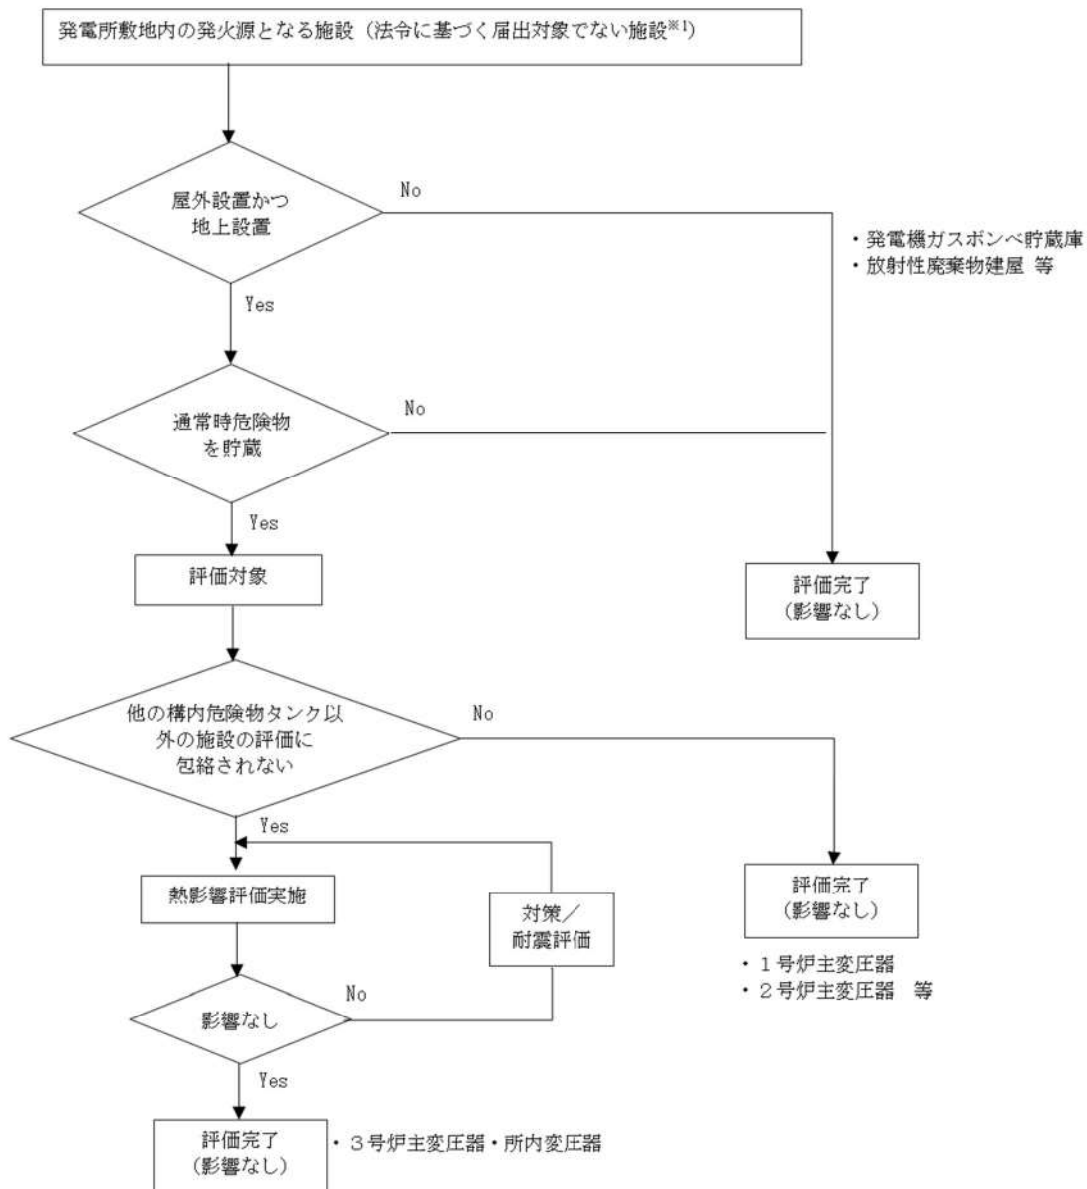 発電所敷地内の発火源となる施設（法令に基づく届出対象でない施設※1）
屋外設置かつ
地上設置
No
・発電機ガスボンベ貯蔵庫
・放射性廃棄物建屋 等
Yes
通常時危険物
を貯蔵
No
Yes
評価対象
評価完了
（影響なし）
他の構内危険物タンク以
外の施設の評価に
包絡されない
No
Yes
熱影響評価実施
対策／
耐震評価
評価完了
（影響なし）
・１号炉主変圧器
・２号炉主変圧器　等
影響なし
No
Yes
評価完了
（影響なし）
・３号炉主変圧器・所内変圧器